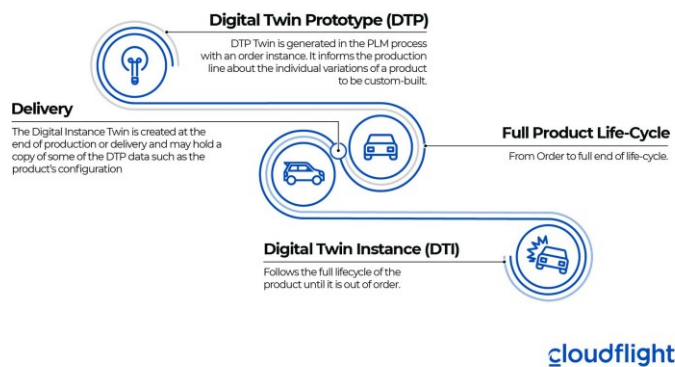 Digital Twin Prototype (DTP)
DTP Twin is generated in the PLM process
with an order instance. It informs the production
line about the individual variations of a product
to be custom-built.
Delivery
The Digital Instance Twin is created at the
end of production or delivery and may hold a
copy of some of the DTP data such as the
product's configuration
Full Product Life-Cycle
From Order to full end of life-cycle.
Digital Twin Instance (DTI)
Follows the full lifecycle of the
product until it is out of order.
cloudflight